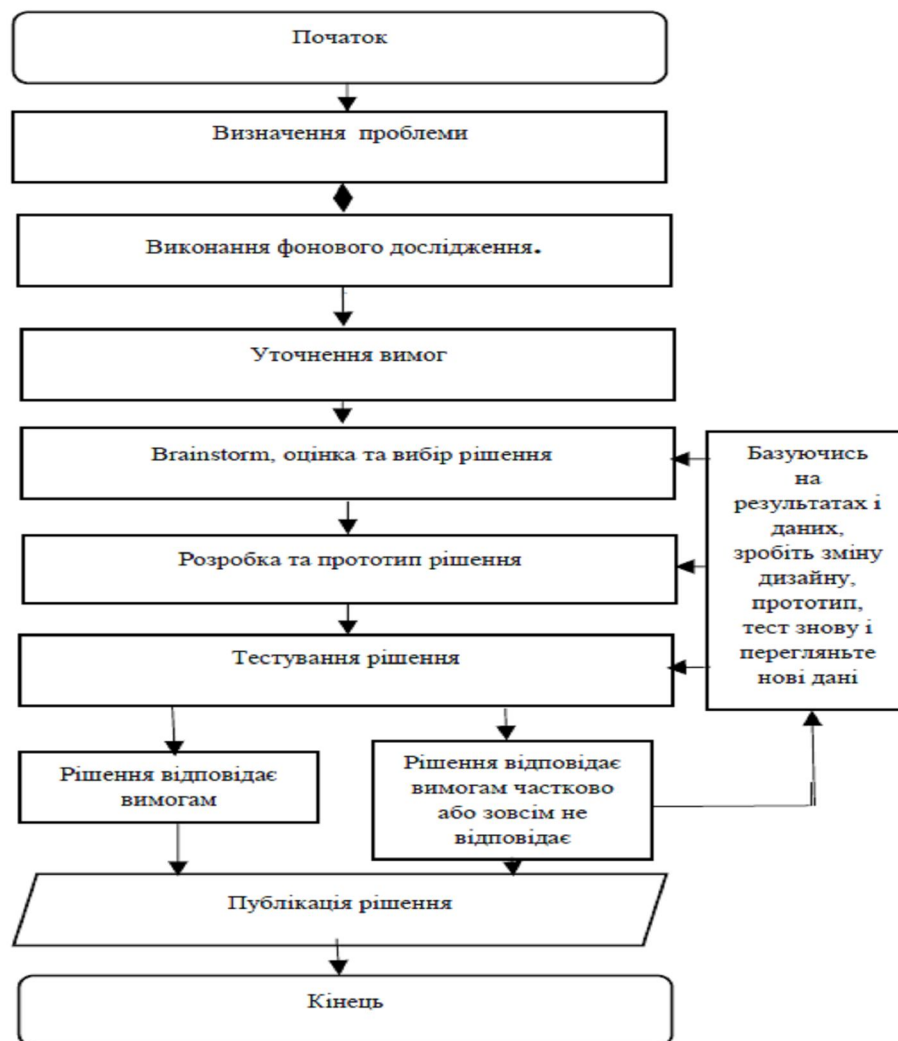 Початок
Визначення проблеми
Виконання фонового дослідження.
Уточнення вимог
Brainstorm, оцінка та вибір рішення
Розробка та прототип рішення
Тестування рішення
Базуючись
на
результатах і
даних,
зробіть зміну
дизайну,
прототип,
тест знову і
перегляньте
нові дані
Рішення відповідає
вимогам
Рішення відповідає
вимогам частково
або зовсім не
відповідає
Публікація рішення
Кінець